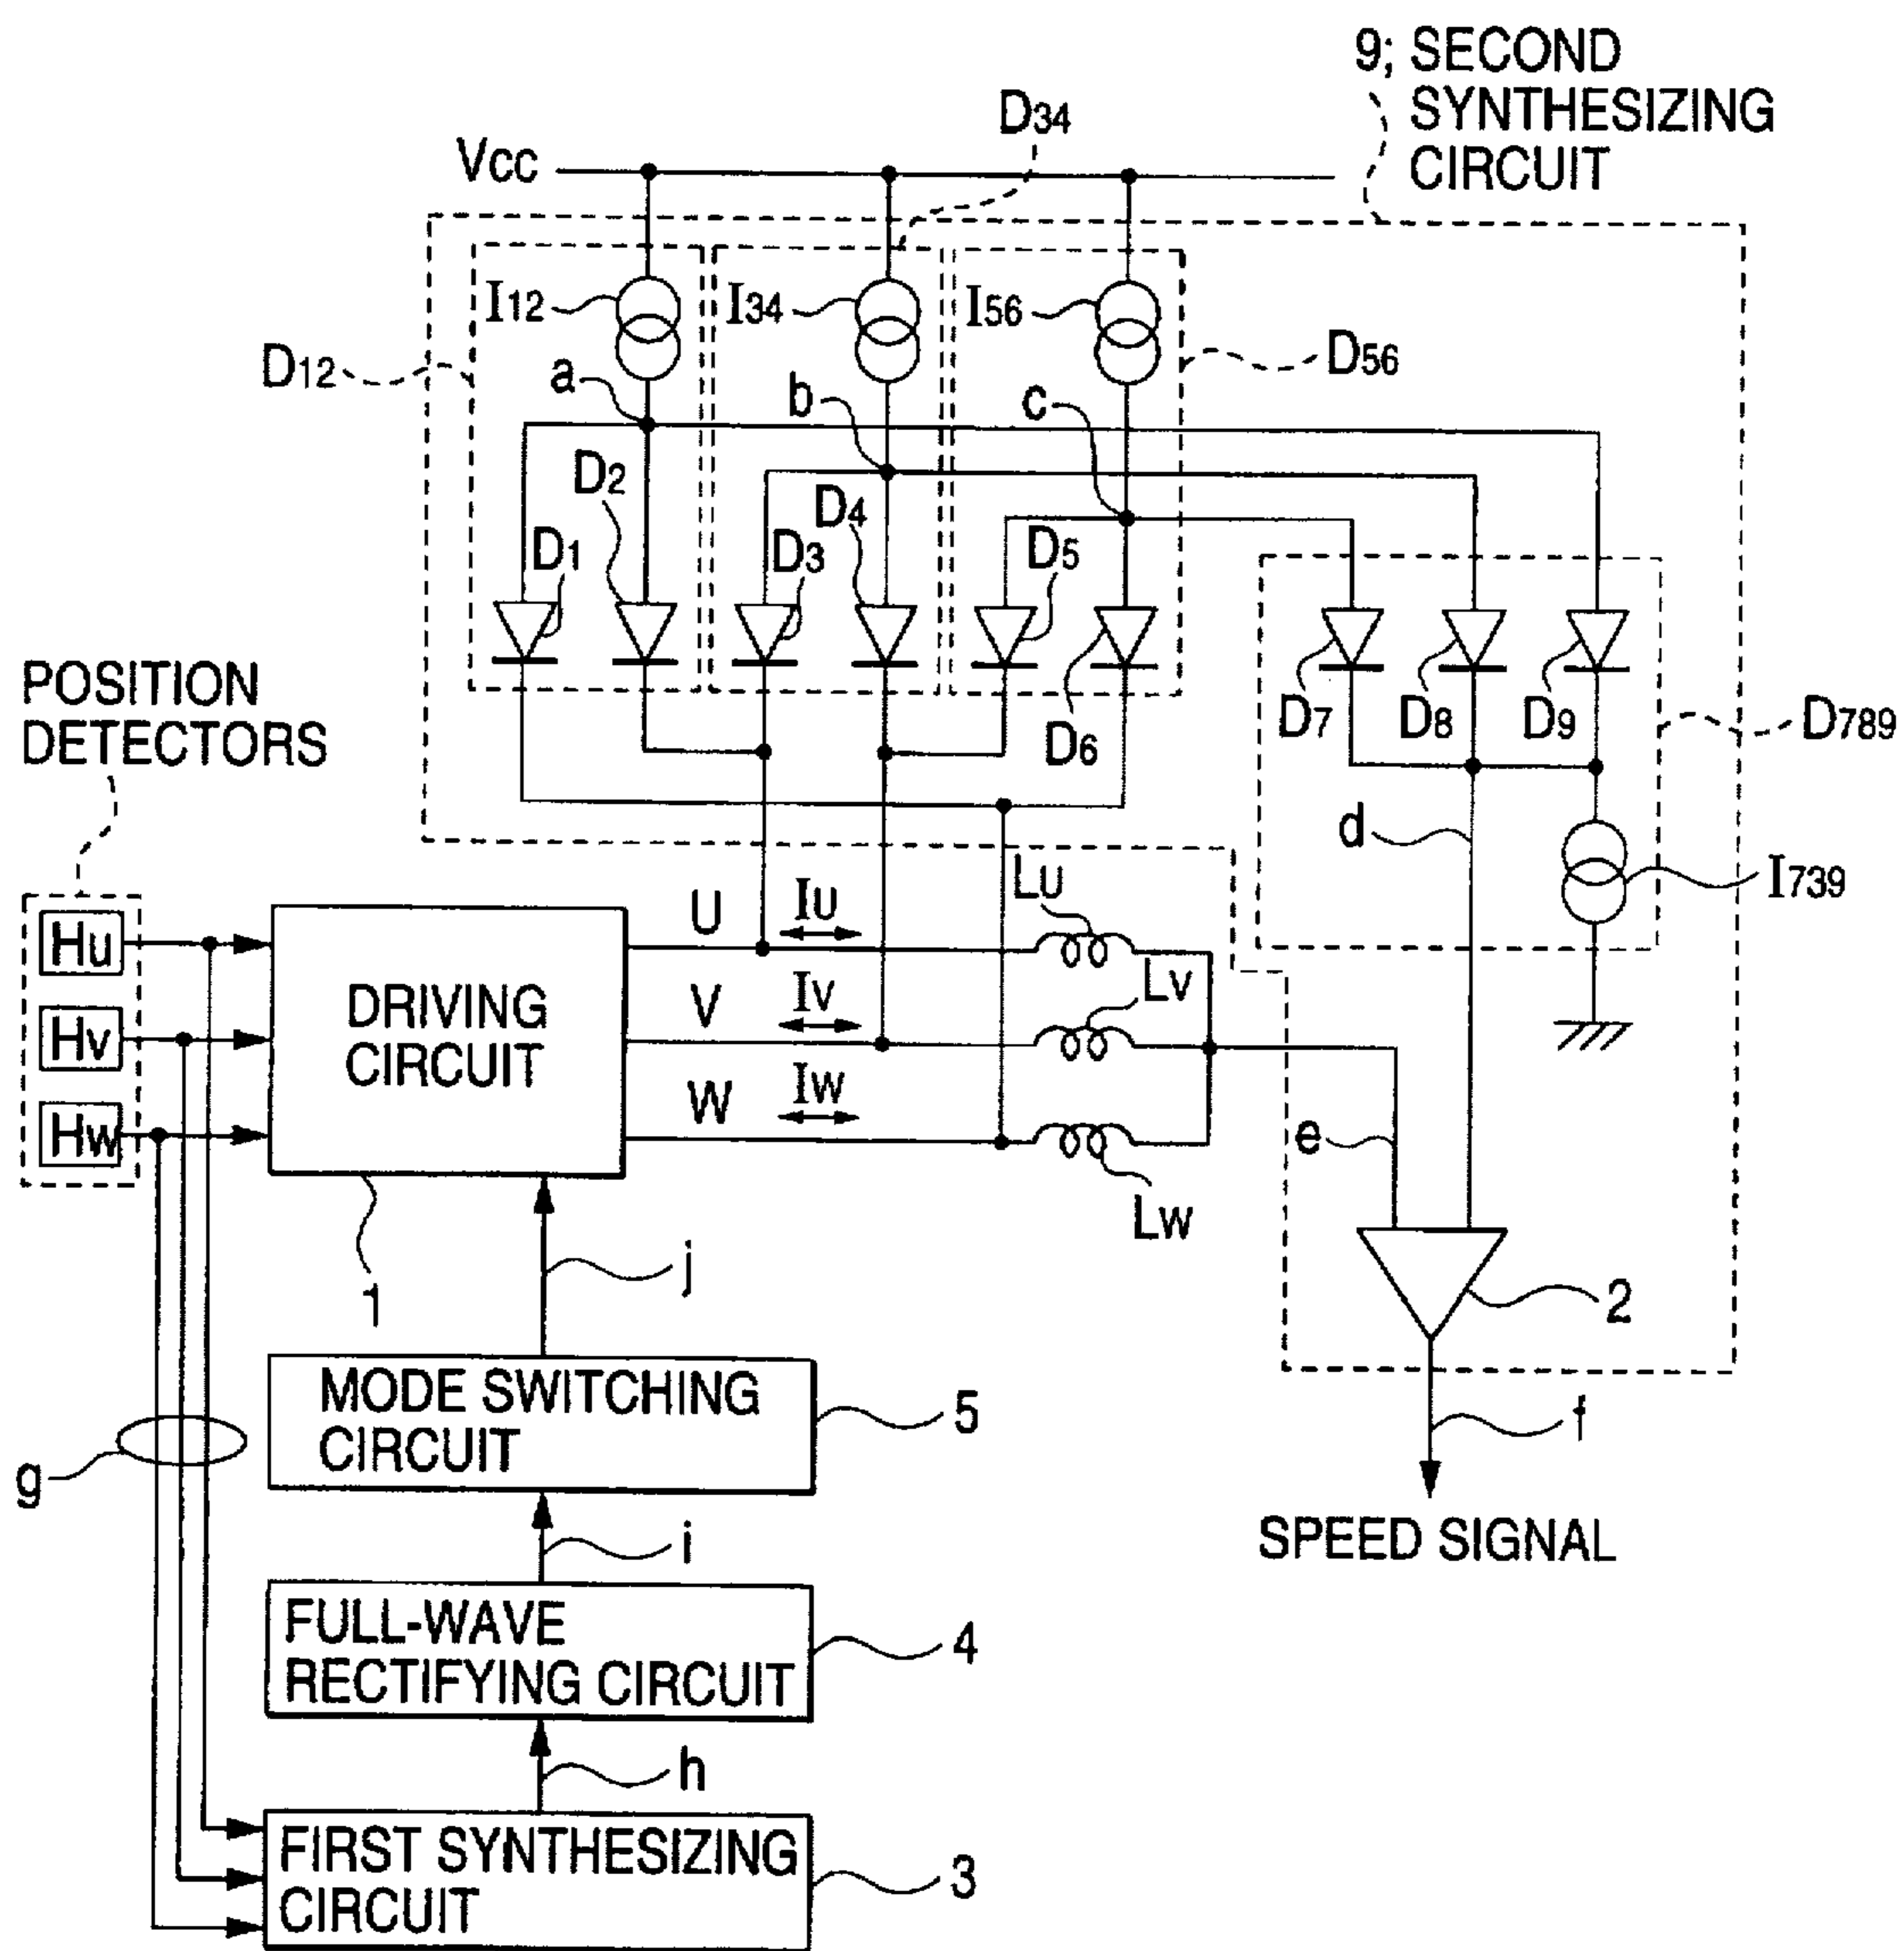 9; SECOND
SYNTHESIZING
CIRCUIT
D34
Vcc
I12
I34
I56
D12
D56
a
b
c
D2
D4
D1
D3
D5
D6
D7
D8
D9
D789
POSITION
DETECTORS
d
I739
Hu
Hv
Hw
DRIVING
CIRCUIT
U
Iu
Lu
V
Iv
Lv
W
Iw
Lw
e
1
j
2
MODE SWITCHING
CIRCUIT
5
g
f
SPEED SIGNAL
i
FULL-WAVE
RECTIFYING CIRCUIT
4
h
FIRST SYNTHESIZING
CIRCUIT
3